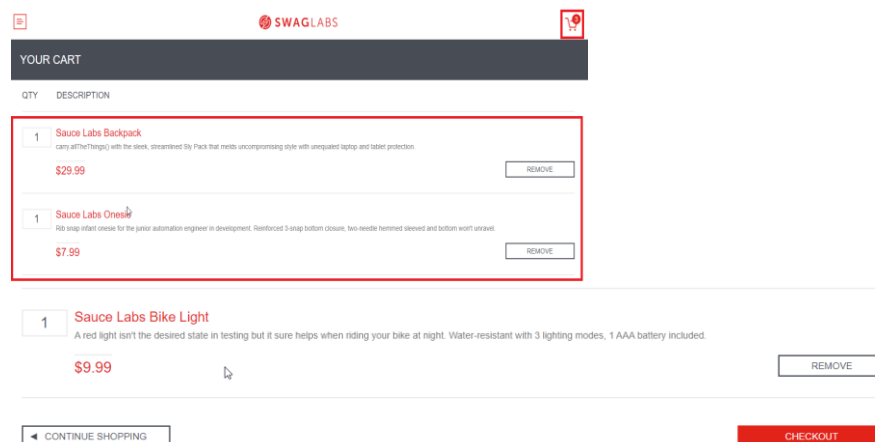 SWAGLABS
3
YOUR CART
QTY DESCRIPTION
1 Sauce Labs Backpack
carry.allTheThings() with the sleek, streamlined Sly Pack that melds uncompromising style with unequaled laptop and tablet protection.
$29.99 REMOVE
1 Sauce Labs Onesie
Rib snap infant onesie for the junior automation engineer in development. Reinforced 3-snap bottom closure, two-needle hemmed sleeved and bottom won't unravel.
$7.99 REMOVE
1 Sauce Labs Bike Light
A red light isn't the desired state in testing but it sure helps when riding your bike at night. Water-resistant with 3 lighting modes, 1 AAA battery included.
$9.99 REMOVE
CONTINUE SHOPPING CHECKOUT